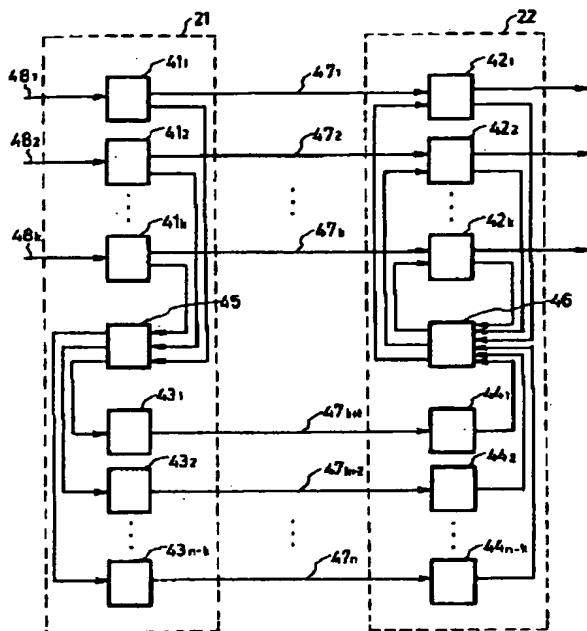 21 22
48₁ 41₁ 47₁ 42₁
48₂ 41₂ 47₂ 42₂
48k 41k 47k 42k
45 46
43₁ 47k+1 44₁
43₂ 47k+2 44₂
43n-k 47n 44n-k